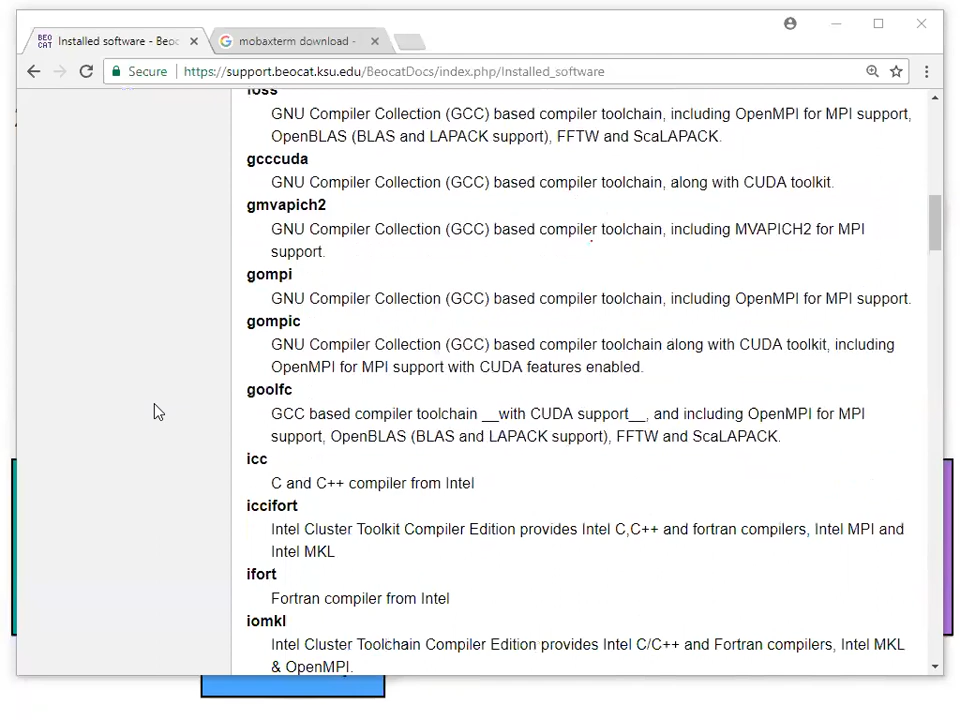 BEO
CAT
Installed software - Beoc
mobaxterm download -
Secure
https://support.beocat.ksu.edu/BeocatDocs/index.php/Installed_software
foss
GNU Compiler Collection (GCC) based compiler toolchain, including OpenMPI for MPI support,
OpenBLAS (BLAS and LAPACK support), FFTW and ScaLAPACK.
gcccuda
GNU Compiler Collection (GCC) based compiler toolchain, along with CUDA toolkit.
gmvapich2
GNU Compiler Collection (GCC) based compiler toolchain, including MVAPICH2 for MPI
support.
gompi
GNU Compiler Collection (GCC) based compiler toolchain, including OpenMPI for MPI support.
gompic
GNU Compiler Collection (GCC) based compiler toolchain along with CUDA toolkit, including
OpenMPI for MPI support with CUDA features enabled.
goolfc
GCC based compiler toolchain __with CUDA support__, and including OpenMPI for MPI
support, OpenBLAS (BLAS and LAPACK support), FFTW and ScaLAPACK.
icc
C and C++ compiler from Intel
iccifort
Intel Cluster Toolkit Compiler Edition provides Intel C,C++ and fortran compilers, Intel MPI and
Intel MKL
ifort
Fortran compiler from Intel
iomkl
Intel Cluster Toolchain Compiler Edition provides Intel C/C++ and Fortran compilers, Intel MKL
& OpenMPI.